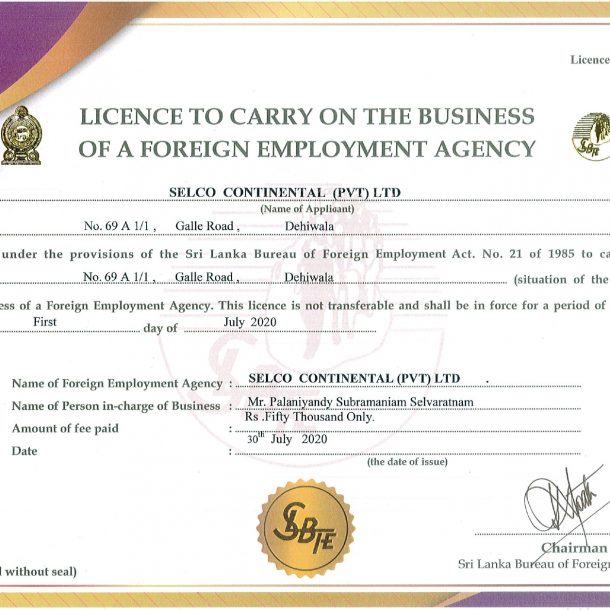 Licence
LICENCE TO CARRY ON THE BUSINESS
OF A FOREIGN EMPLOYMENT AGENCY
SELCO CONTINENTAL (PVT) LTD
(Name of Applicant)
No. 69 A 1/1 , Galle Road , Dehiwala
under the provisions of the Sri Lanka Bureau of Foreign Employment Act. No. 21 of 1985 to ca
No. 69 A 1/1 , Galle Road , Dehiwala (situation of the
ess of a Foreign Employment Agency. This licence is not transferable and shall be in force for a period of
First day of July 2020
Name of Foreign Employment Agency : SELCO CONTINENTAL (PVT) LTD .
Name of Person in-charge of Business : Mr. Palaniyandy Subramaniam Selvaratnam
Amount of fee paid : Rs .Fifty Thousand Only.
Date : 30th July 2020
(the date of issue)
SLBFE
Chairman
Sri Lanka Bureau of Foreig
d without seal)